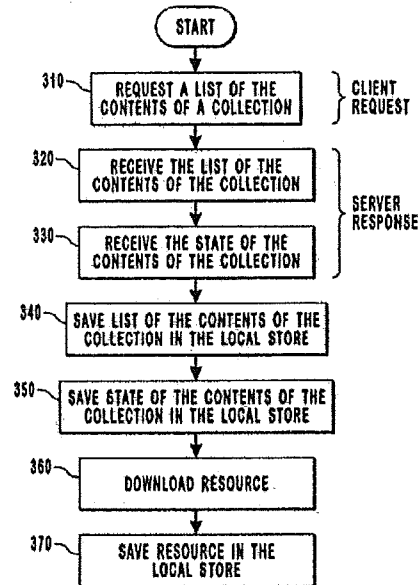 START
310
REQUEST A LIST OF THE
CONTENTS OF A COLLECTION
CLIENT
REQUEST
320
RECEIVE THE LIST OF THE
CONTENTS OF THE COLLECTION
330
RECEIVE THE STATE OF THE
CONTENTS OF THE COLLECTION
SERVER
RESPONSE
340
SAVE LIST OF THE CONTENTS OF THE
COLLECTION IN THE LOCAL STORE
350
SAVE STATE OF THE CONTENTS OF THE
COLLECTION IN THE LOCAL STORE
360
DOWNLOAD RESOURCE
370
SAVE RESOURCE IN THE
LOCAL STORE